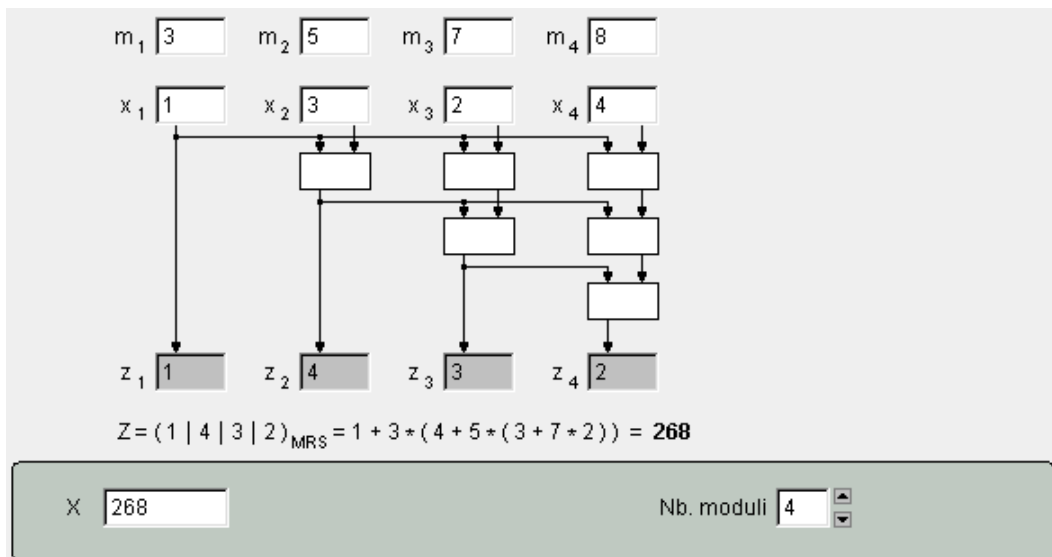 m1 3 m2 5 m3 7 m4 8
x1 1 x2 3 x3 2 x4 4
z1 1 z2 4 z3 3 z4 2
Z = ( 1 | 4 | 3 | 2 )MRS = 1 + 3 * ( 4 + 5 * ( 3 + 7 * 2 ) ) = 268
X 268 Nb. moduli 4